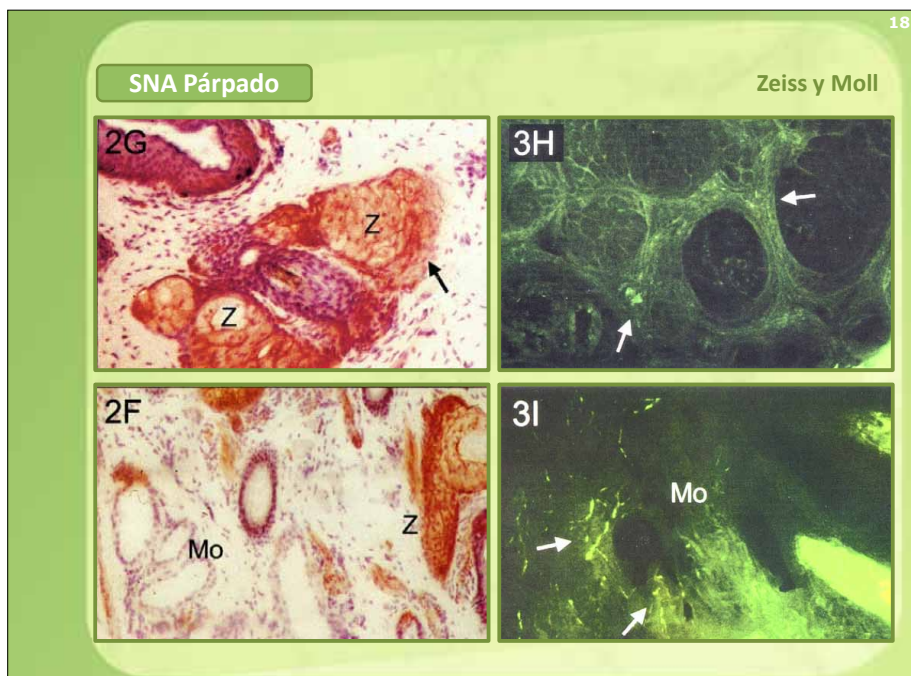 18
SNA Párpado
Zeiss y Moll
2G
Z
Z
3H
2F
Mo
Z
3I
Mo